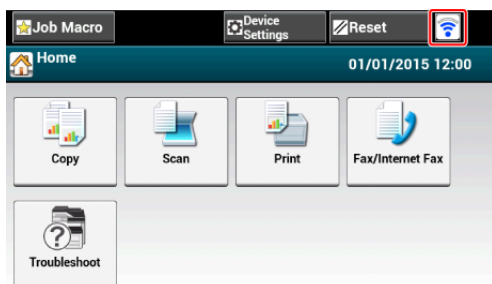 Job Macro
Device
Settings
Reset
Home
01/01/2015 12:00
Copy
Scan
Print
Fax/Internet Fax
Troubleshoot